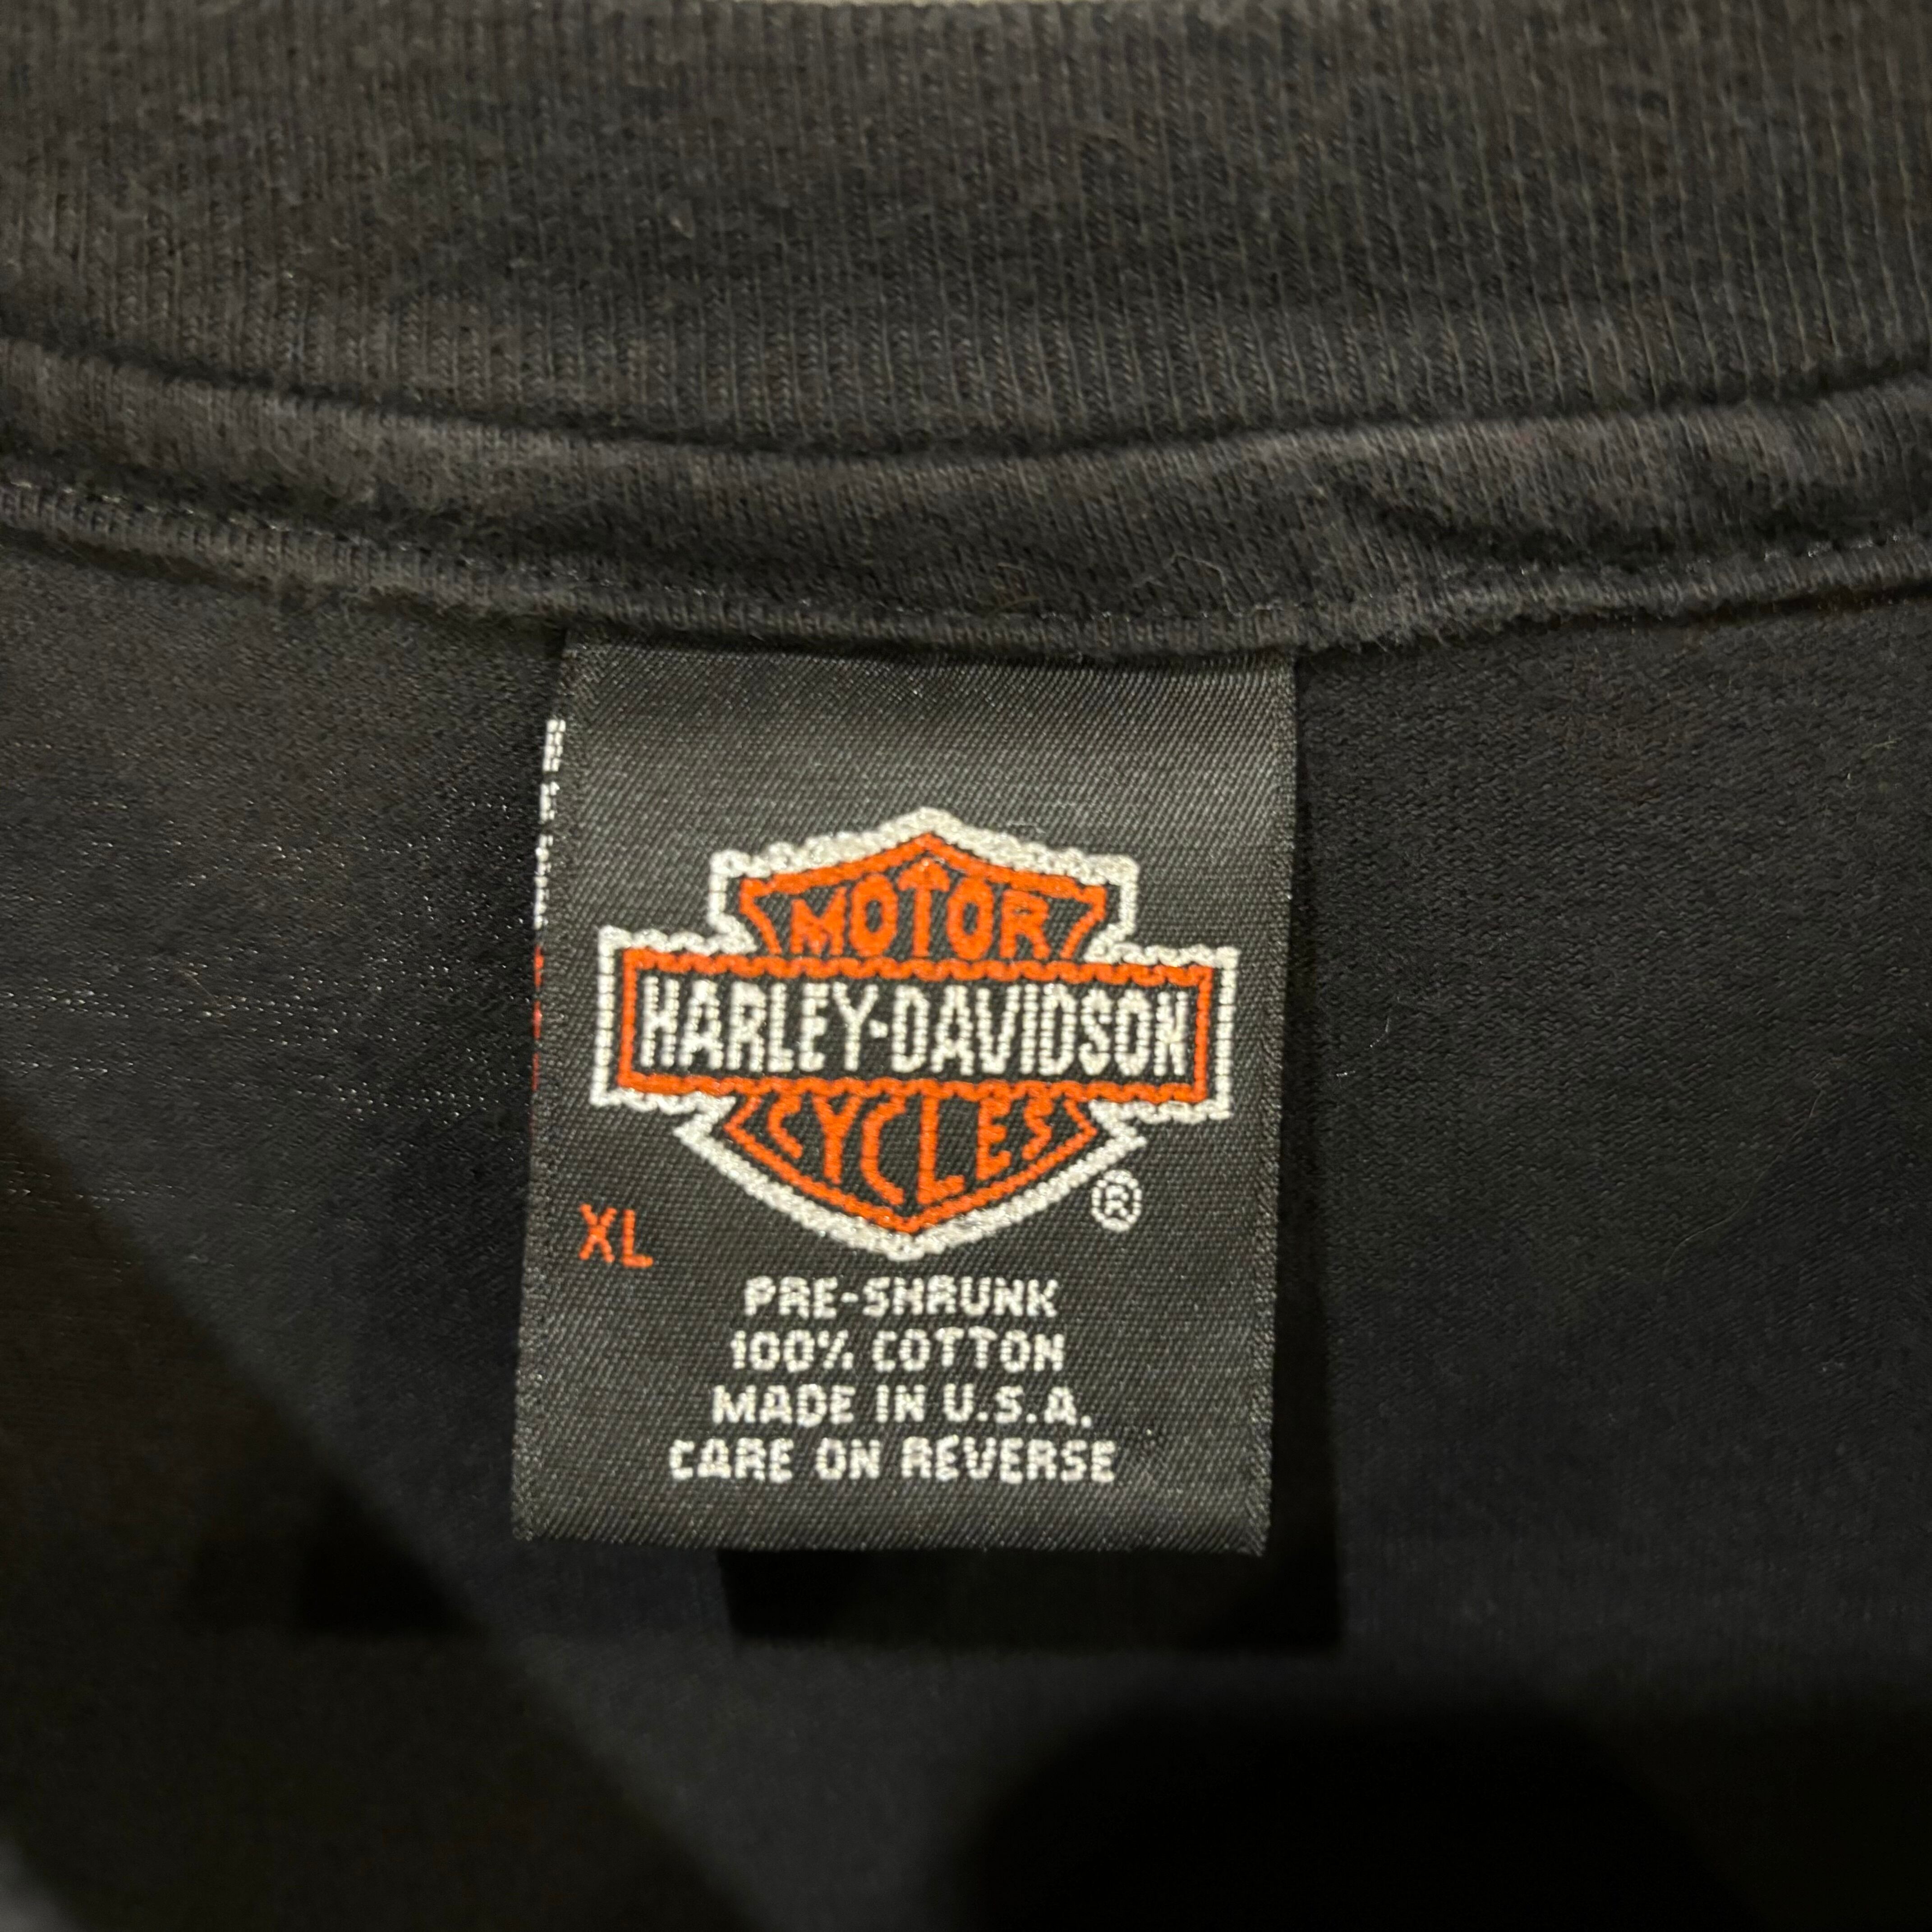 MOTOR
HARLEY-DAVIDSON
CYCLES
®
XL
PRE-SHRUNK
100% COTTON
MADE IN U.S.A.
CARE ON REVERSE